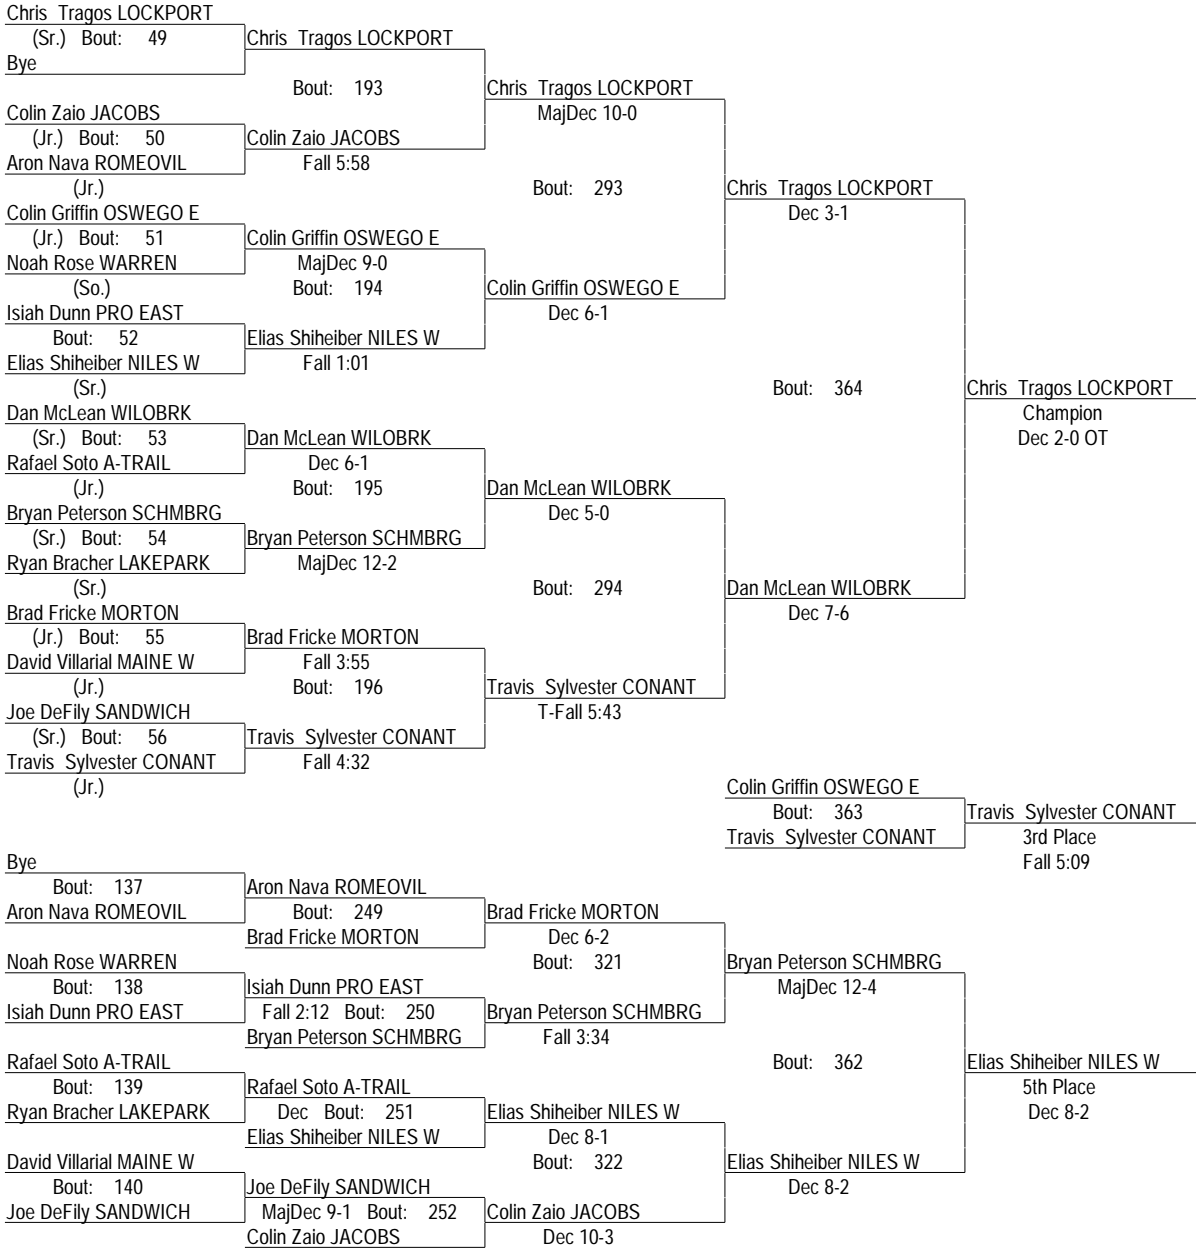 Chris Tragos LOCKPORT
(Sr.) Bout: 49 Chris Tragos LOCKPORT
Bye
Bout: 193 Chris Tragos LOCKPORT
Colin Zaio JACOBS MajDec 10-0
(Jr.) Bout: 50 Colin Zaio JACOBS
Aron Nava ROMEOVIL Fall 5:58
(Jr.) Bout: 293 Chris Tragos LOCKPORT
Colin Griffin OSWEGO E Dec 3-1
(Jr.) Bout: 51 Colin Griffin OSWEGO E
Noah Rose WARREN MajDec 9-0
(So.) Bout: 194 Colin Griffin OSWEGO E
Isiah Dunn PRO EAST Dec 6-1
Bout: 52 Elias Shiheiber NILES W
Elias Shiheiber NILES W Fall 1:01
(Sr.) Bout: 364 Chris Tragos LOCKPORT
Dan McLean WILOBRK Champion
(Sr.) Bout: 53 Dan McLean WILOBRK Dec 2-0 OT
Rafael Soto A-TRAIL Dec 6-1
(Jr.) Bout: 195 Dan McLean WILOBRK
Bryan Peterson SCHMBRG Dec 5-0
(Sr.) Bout: 54 Bryan Peterson SCHMBRG
Ryan Bracher LAKEPARK MajDec 12-2
(Sr.) Bout: 294 Dan McLean WILOBRK
Brad Fricke MORTON Dec 7-6
(Jr.) Bout: 55 Brad Fricke MORTON
David Villarial MAINE W Fall 3:55
(Jr.) Bout: 196 Travis Sylvester CONANT
Joe DeFily SANDWICH T-Fall 5:43
(Sr.) Bout: 56 Travis Sylvester CONANT
Travis Sylvester CONANT Fall 4:32
(Jr.) Colin Griffin OSWEGO E
Bout: 363 Travis Sylvester CONANT
Travis Sylvester CONANT 3rd Place
Bye Fall 5:09
Bout: 137 Aron Nava ROMEOVIL
Aron Nava ROMEOVIL Bout: 249 Brad Fricke MORTON
Brad Fricke MORTON Dec 6-2
Noah Rose WARREN Bout: 321 Bryan Peterson SCHMBRG
Bout: 138 Isiah Dunn PRO EAST MajDec 12-4
Isiah Dunn PRO EAST Fall 2:12 Bout: 250 Bryan Peterson SCHMBRG
Bryan Peterson SCHMBRG Fall 3:34
Rafael Soto A-TRAIL Bout: 362 Elias Shiheiber NILES W
Bout: 139 Rafael Soto A-TRAIL 5th Place
Ryan Bracher LAKEPARK Dec Bout: 251 Elias Shiheiber NILES W Dec 8-2
Elias Shiheiber NILES W Dec 8-1
David Villarial MAINE W Bout: 322 Elias Shiheiber NILES W
Bout: 140 Joe DeFily SANDWICH Dec 8-2
Joe DeFily SANDWICH MajDec 9-1 Bout: 252 Colin Zaio JACOBS
Colin Zaio JACOBS Dec 10-3